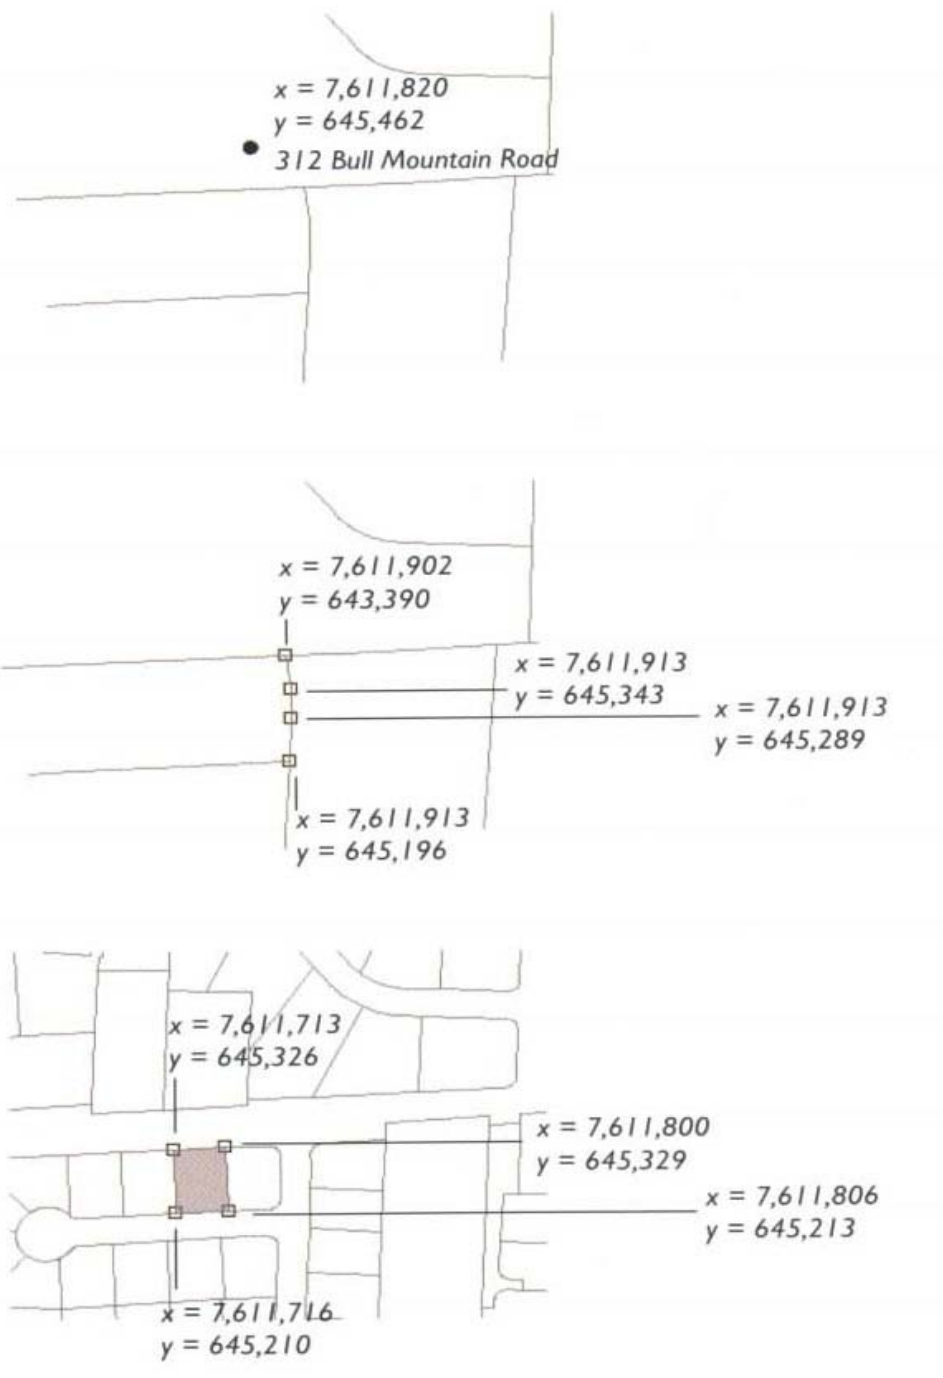 x = 7,611,820
y = 645,462
312 Bull Mountain Road
x = 7,611,902
y = 643,390
x = 7,611,913
y = 645,343
x = 7,611,913
y = 645,289
x = 7,611,913
y = 645,196
x = 7,611,713
y = 645,326
x = 7,611,800
y = 645,329
x = 7,611,806
y = 645,213
x = 7,611,716
y = 645,210